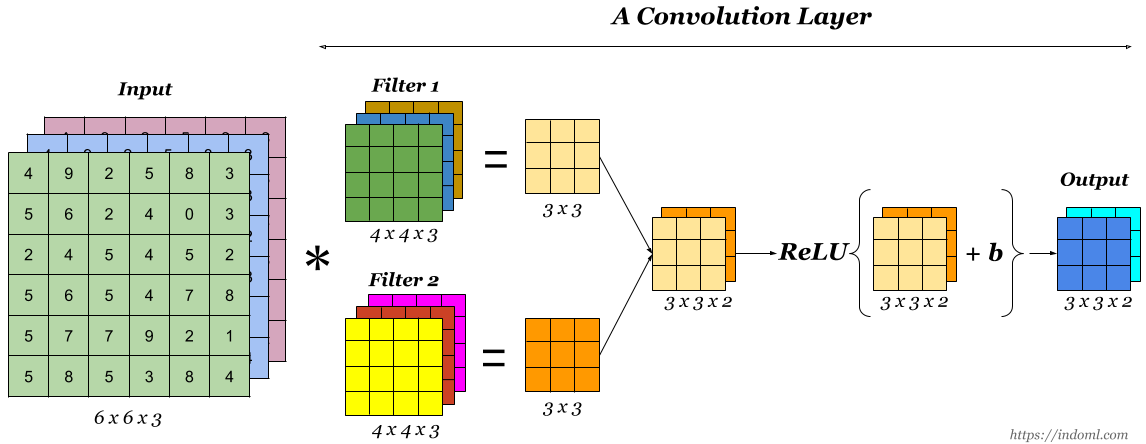 A Convolution Layer
Input
Filter 1
Filter 2
Output
4 9 2 5 8 3
5 6 2 4 0 3
2 4 5 4 5 2
5 6 5 4 7 8
5 7 7 9 2 1
5 8 5 3 8 4
6 x 6 x 3
*
4 x 4 x 3
=
3 x 3
4 x 4 x 3
=
3 x 3
3 x 3 x 2
ReLU { + b }
3 x 3 x 2
3 x 3 x 2
https://indoml.com